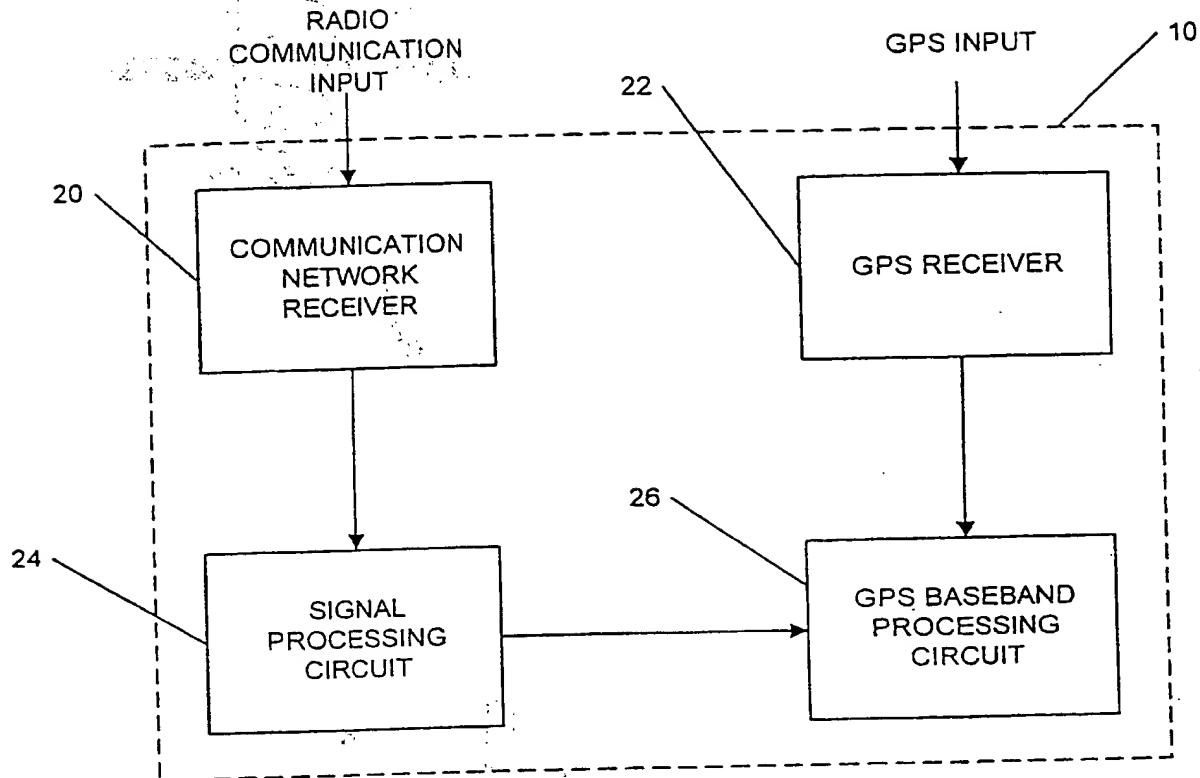 RADIO
COMMUNICATION
INPUT
GPS INPUT
10
22
20
COMMUNICATION
NETWORK
RECEIVER
GPS RECEIVER
26
24
SIGNAL
PROCESSING
CIRCUIT
GPS BASEBAND
PROCESSING
CIRCUIT